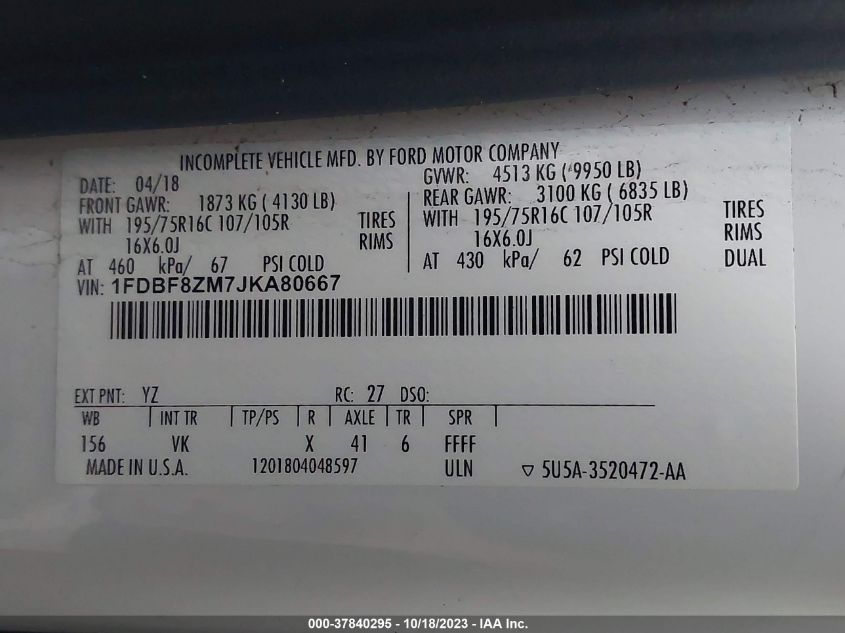 INCOMPLETE VEHICLE MFD. BY FORD MOTOR COMPANY
DATE: 04/18
FRONT GAWR: 1873 KG ( 4130 LB)
WITH 195/75R16C 107/105R TIRES
16X6.0J RIMS
AT 460 kPa/ 67 PSI COLD
GVWR: 4513 KG ( 9950 LB)
REAR GAWR: 3100 KG ( 6835 LB)
WITH 195/75R16C 107/105R TIRES
16X6.0J RIMS
AT 430 kPa/ 62 PSI COLD DUAL
VIN: 1FDBF8ZM7JKA80667
EXT PNT: YZ RC: 27 DSO:
WB INT TR TP/PS R AXLE TR SPR
156 VK X 41 6 FFFF
MADE IN U.S.A. 1201804048597 ULN ▽ 5U5A-3520472-AA
000-37840295 - 10/18/2023 - IAA Inc.